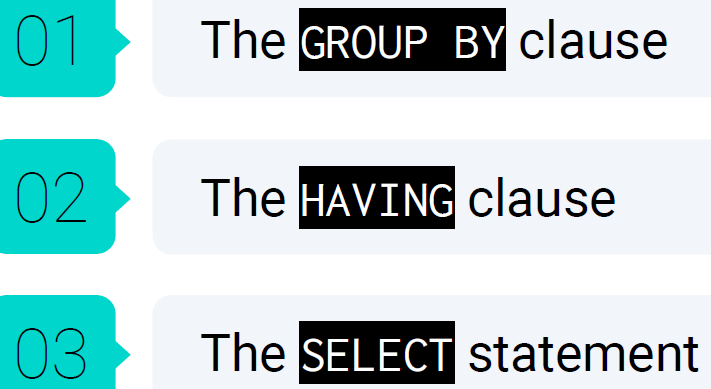 01 The GROUP BY clause
02 The HAVING clause
03 The SELECT statement